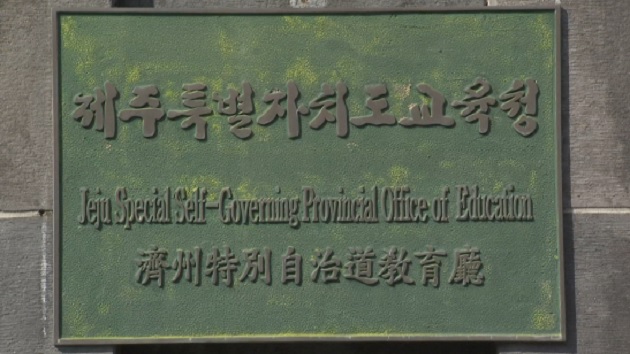 제주특별자치도교육청
Jeju Special Self-Governing Provincial Office of Education
濟州特別自治道教育廳